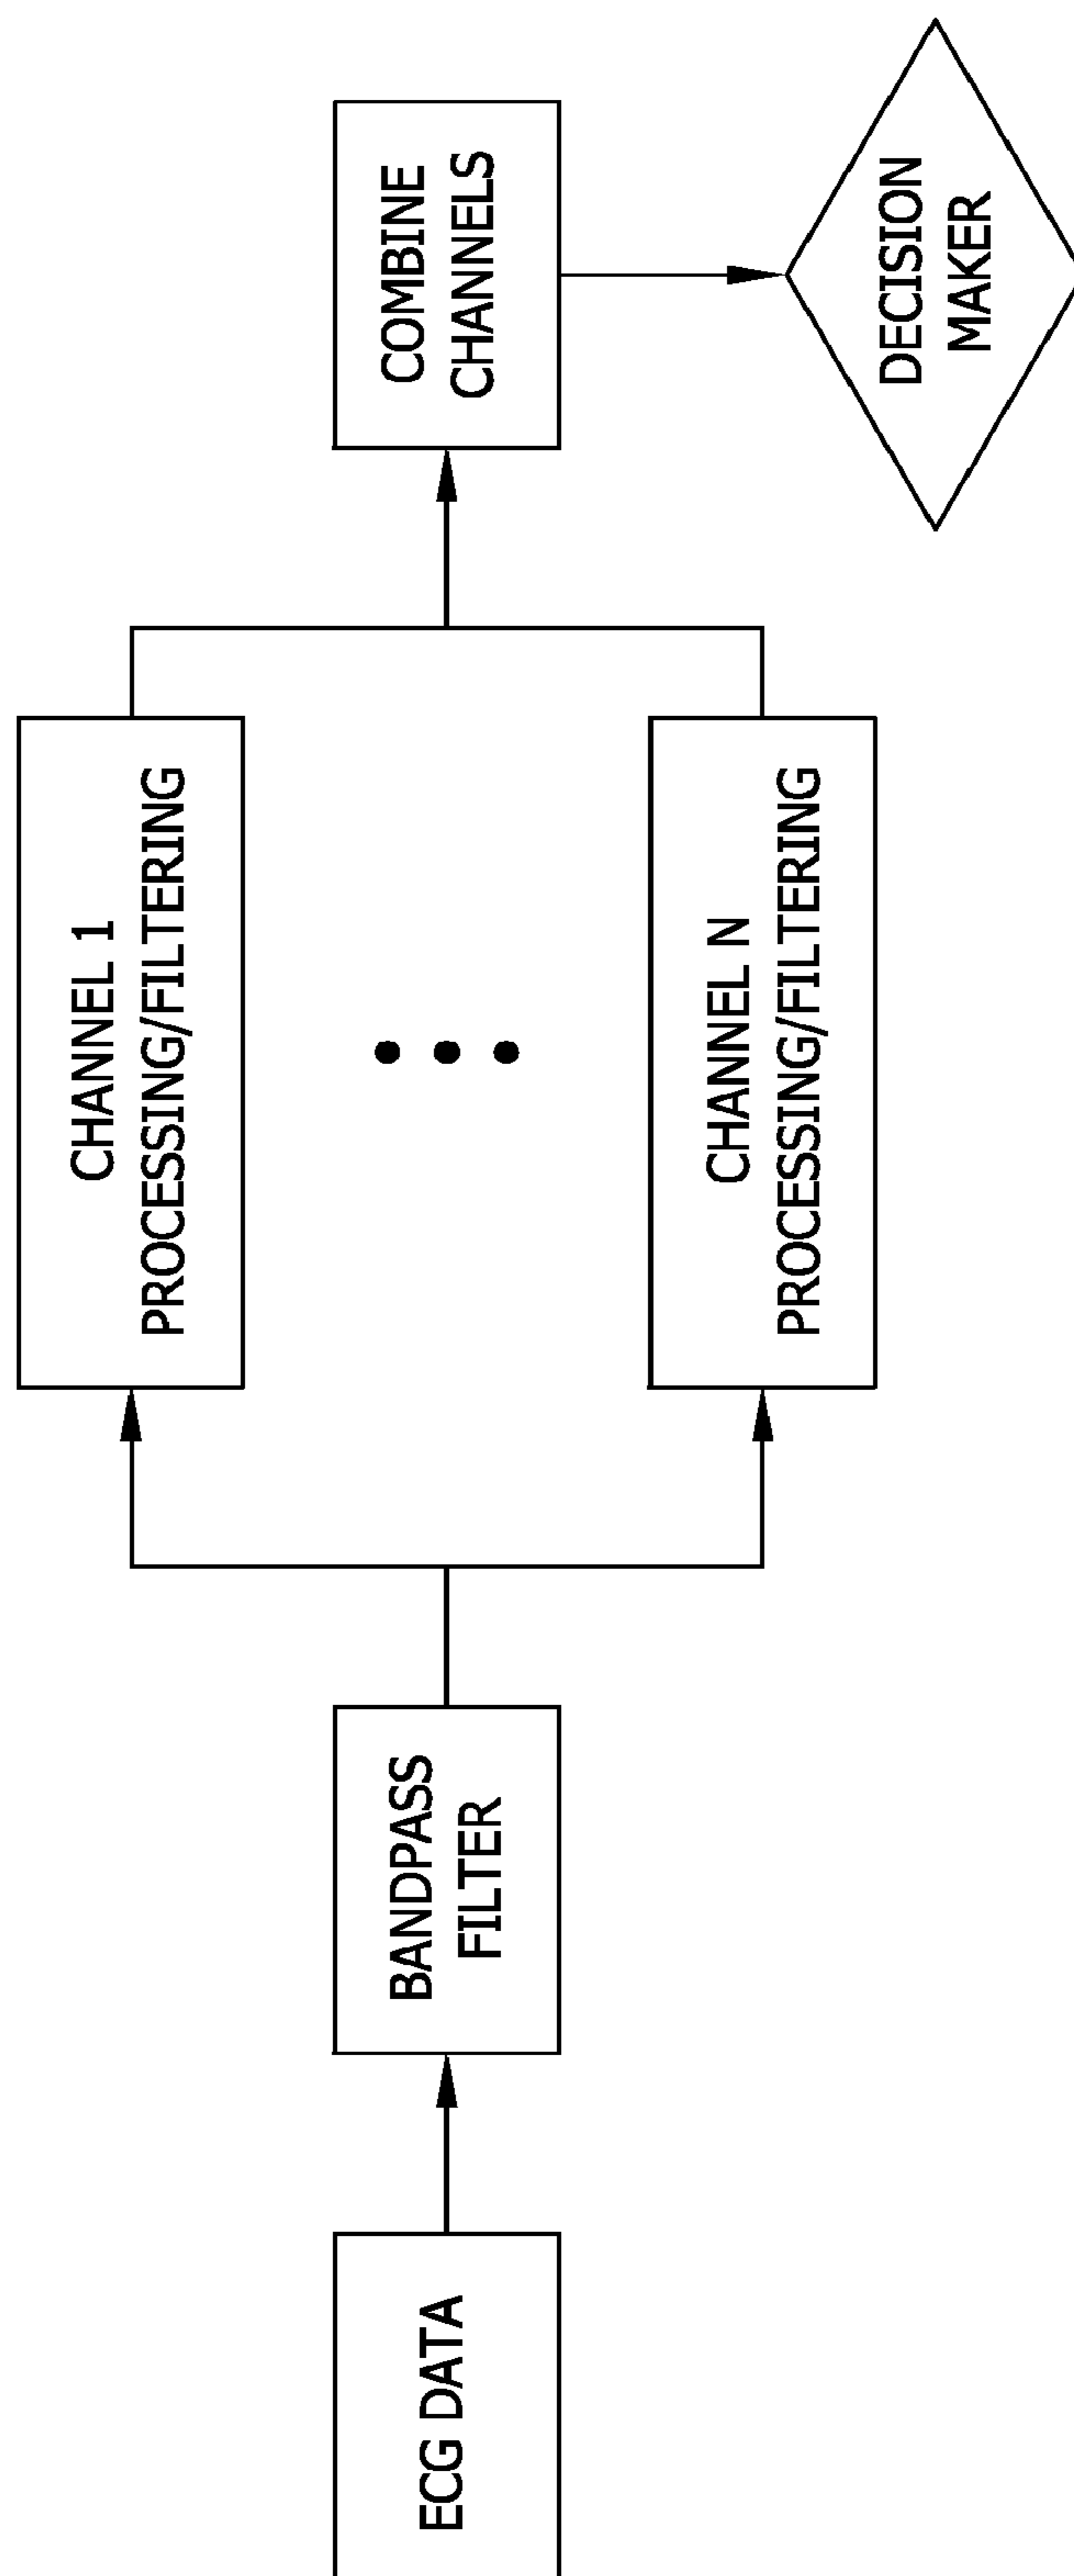 ECG DATA
BANDPASS
FILTER
CHANNEL 1
PROCESSING/FILTERING
CHANNEL N
PROCESSING/FILTERING
COMBINE
CHANNELS
DECISION
MAKER